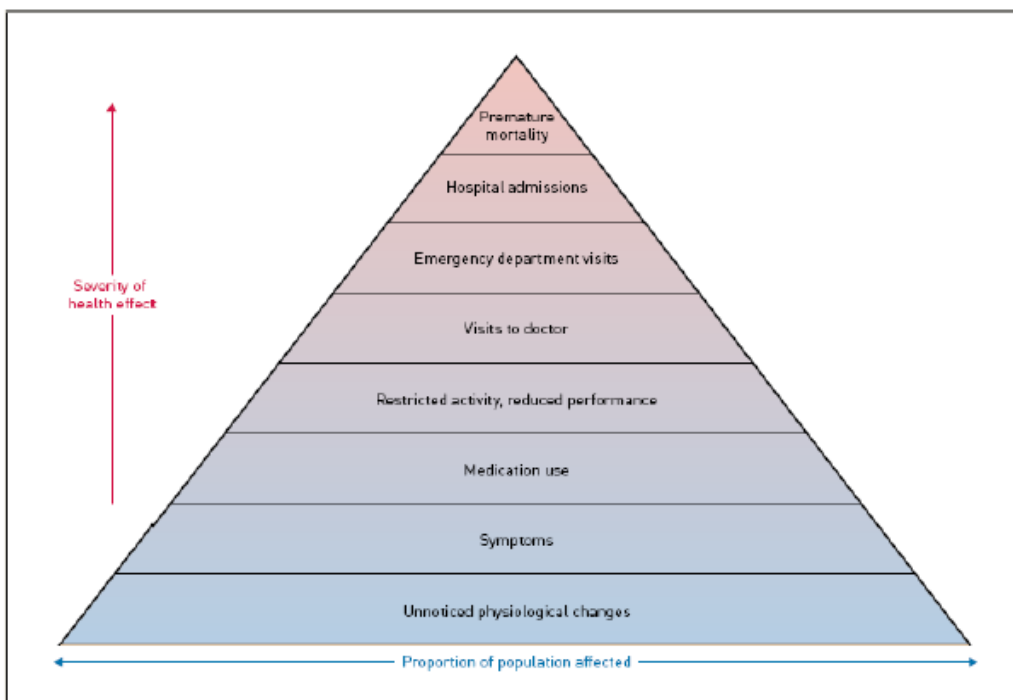 Premature
mortality
Hospital admissions
Emergency department visits
Severity of
health effect
Visits to doctor
Restricted activity, reduced performance
Medication use
Symptoms
Unnoticed physiological changes
Proportion of population affected